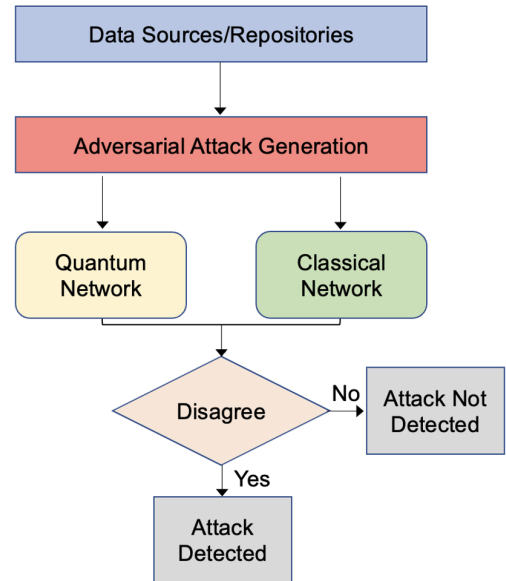 Data Sources/Repositories
Adversarial Attack Generation
Quantum
Network
Classical
Network
Disagree
No
Attack Not
Detected
Yes
Attack
Detected